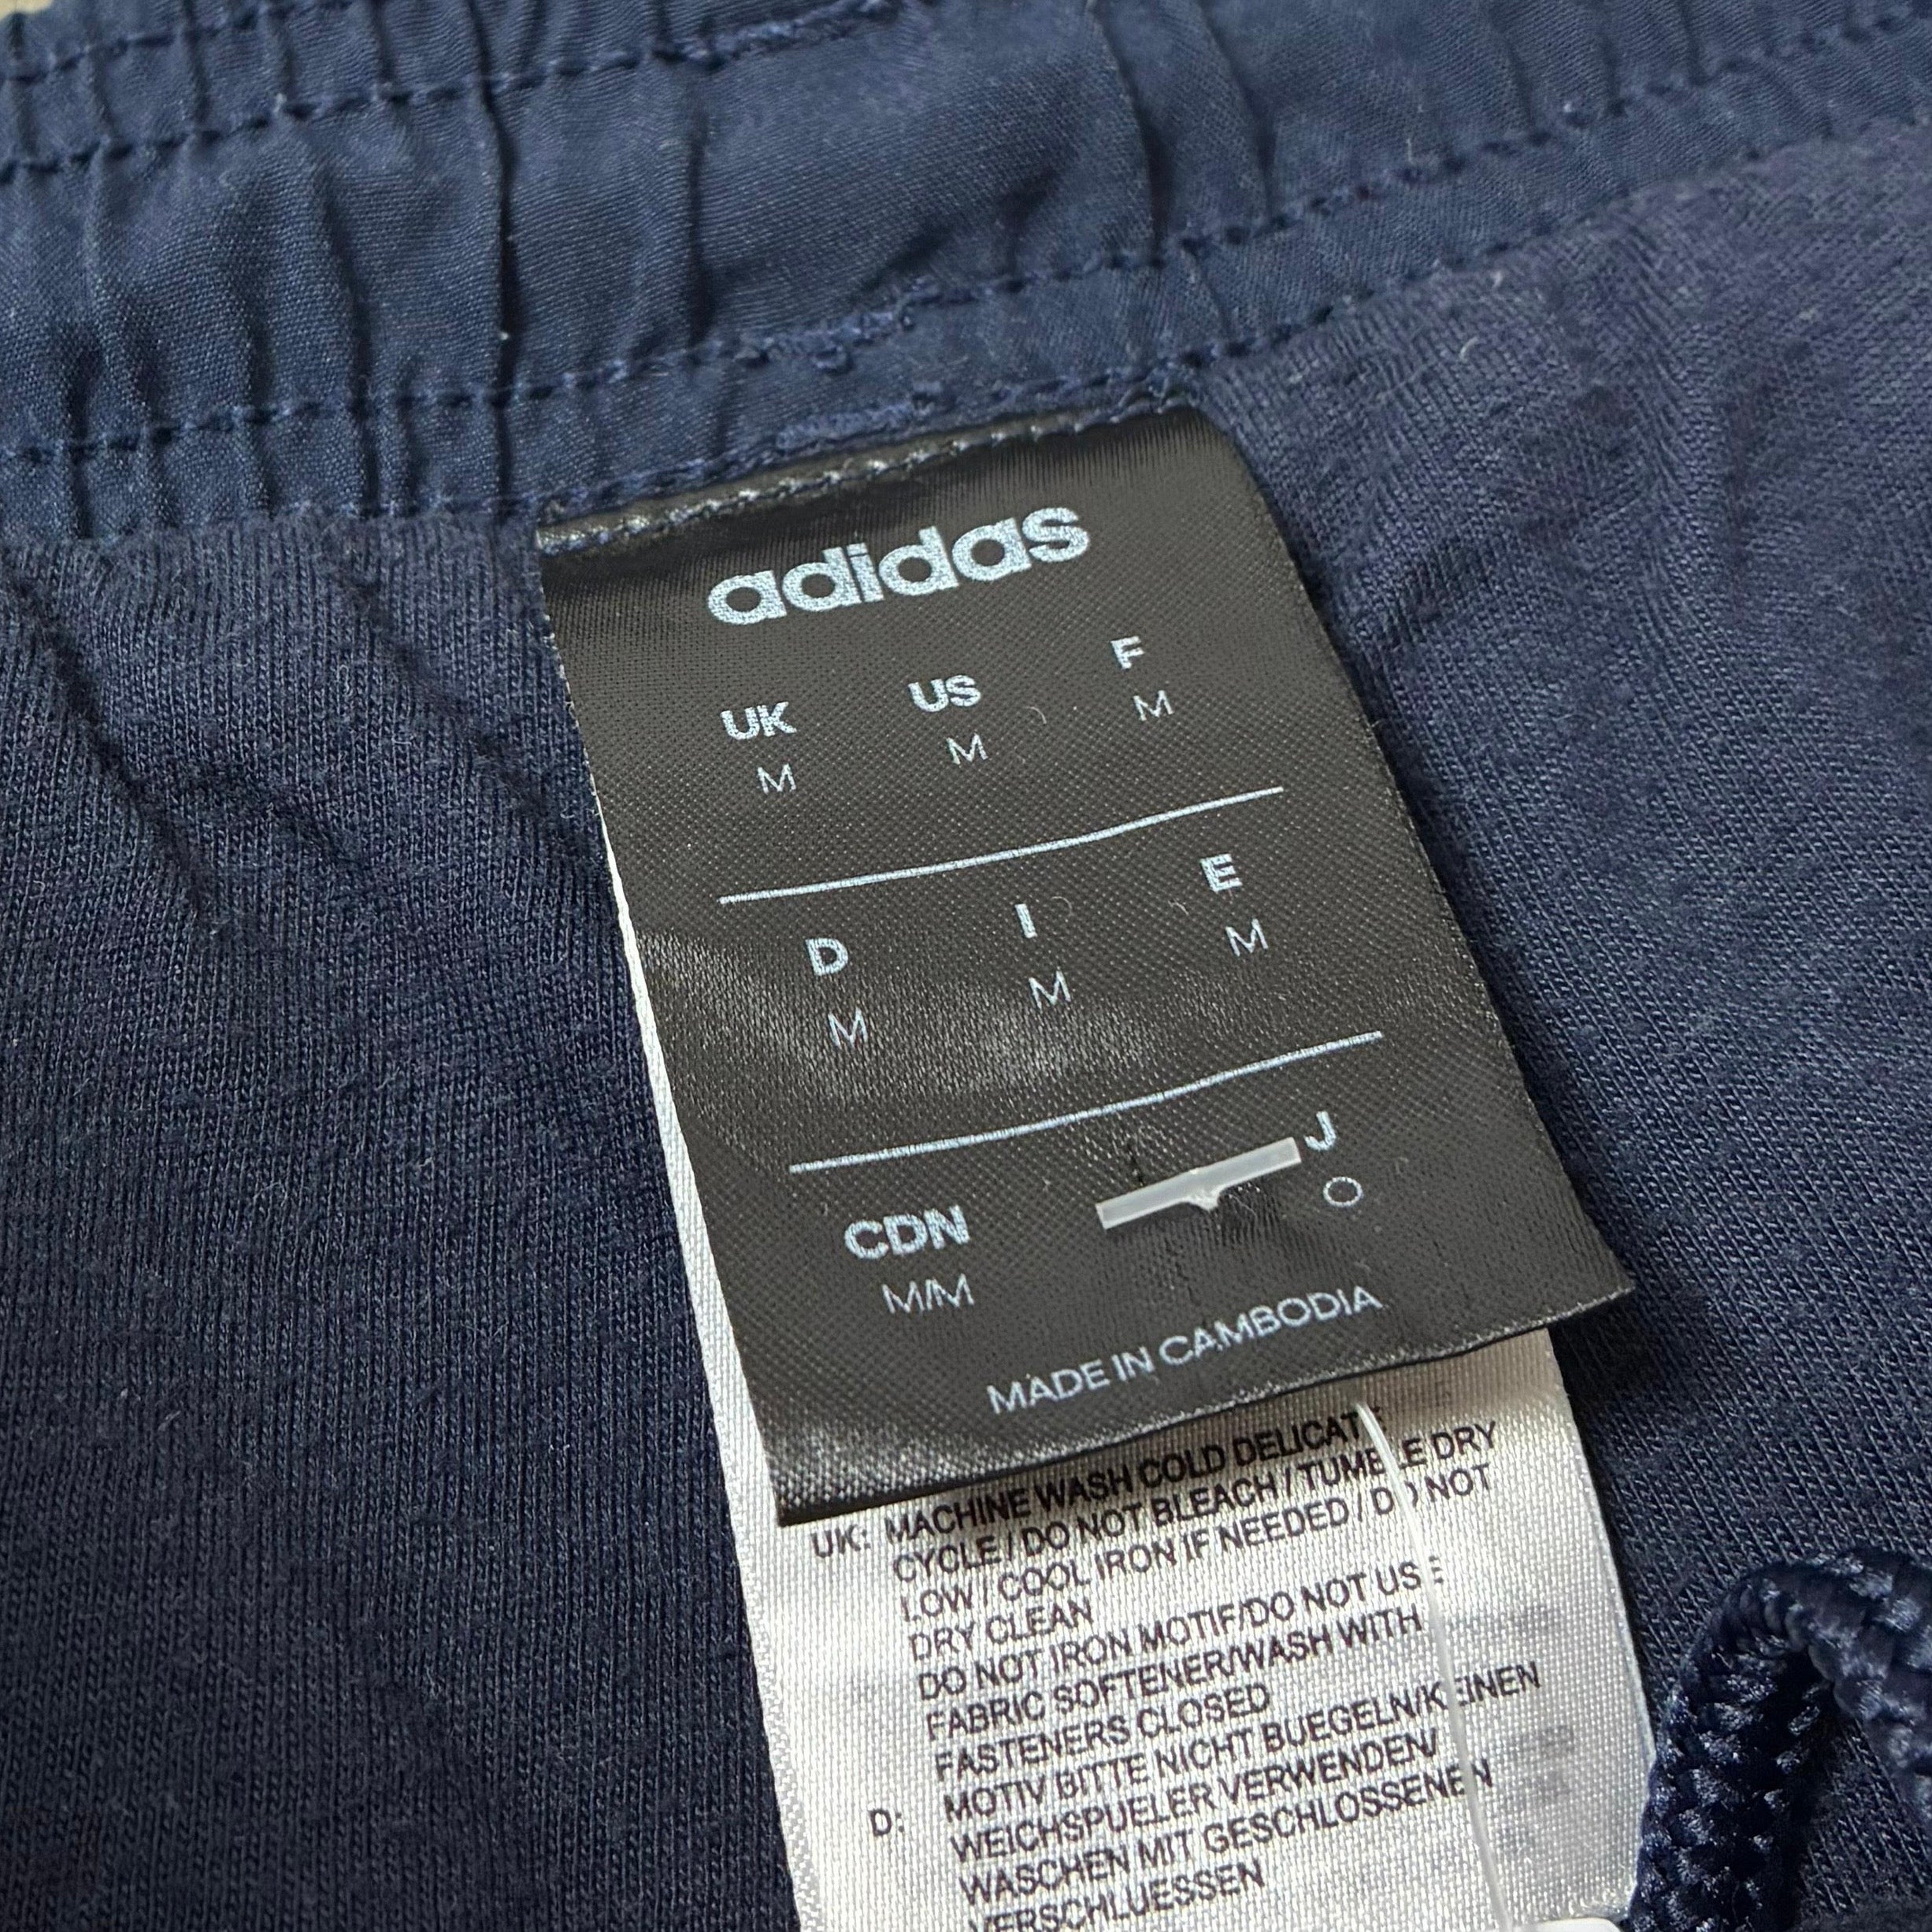 adidas
UK US F
M M M
D I E
M M M
CDN J
M/M O
MADE IN CAMBODIA
UK: MACHINE WASH COLD DELICAT
CYCLE / DO NOT BLEACH / TUMBLE DRY
LOW / COOL IRON IF NEEDED / DO NOT
DRY CLEAN
DO NOT IRON MOTIF/DO NOT USE
FABRIC SOFTENER/WASH WITH
FASTENERS CLOSED
D: MOTIV BITTE NICHT BUEGELN/KEINEN
WEICHSPUELER VERWENDEN/
WASCHEN MIT GESCHLOSSENEN
VERSCHLUESSEN